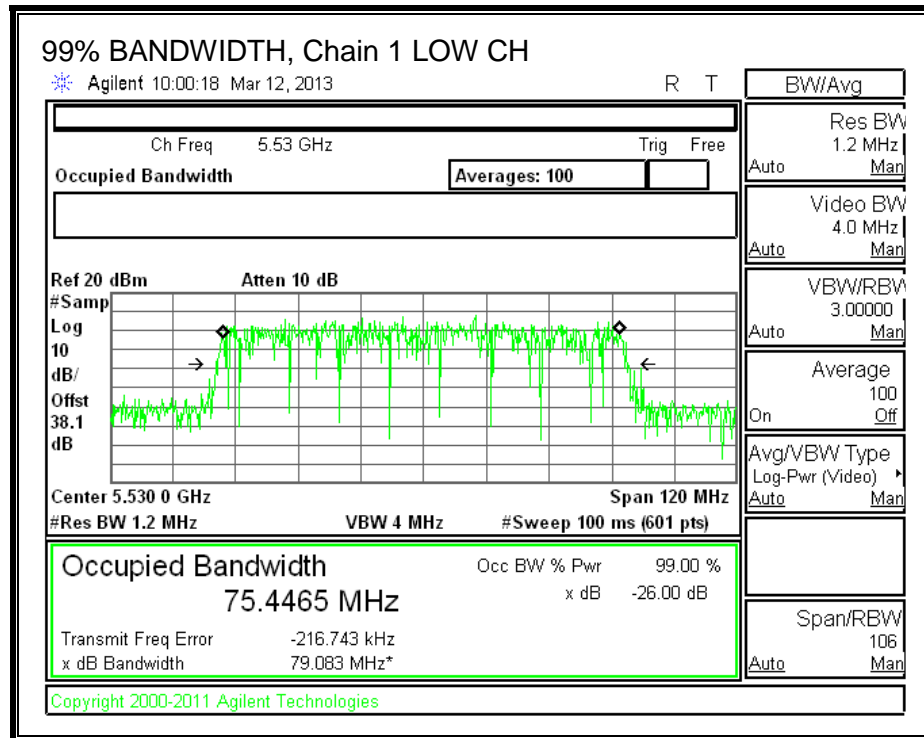 99% BANDWIDTH, Chain 1 LOW CH
Agilent 10:00:18 Mar 12, 2013
R T
BW/Avg
Ch Freq 5.53 GHz
Trig Free
Occupied Bandwidth
Averages: 100
Res BW
1.2 MHz
Auto Man
Video BW
4.0 MHz
Auto Man
VBW/RBW
3.00000
Auto Man
Average
100
On Off
Avg/VBW Type
Log-Pwr (Video)
Auto Man
Span/RBW
106
Auto Man
Ref 20 dBm
Atten 10 dB
#Samp
Log
10
dB/
Offst
38.1
dB
Center 5.530 0 GHz
Span 120 MHz
#Res BW 1.2 MHz
VBW 4 MHz
#Sweep 100 ms (601 pts)
Occupied Bandwidth
75.4465 MHz
Occ BW % Pwr 99.00 %
x dB -26.00 dB
Transmit Freq Error -216.743 kHz
x dB Bandwidth 79.083 MHz*
Copyright 2000-2011 Agilent Technologies